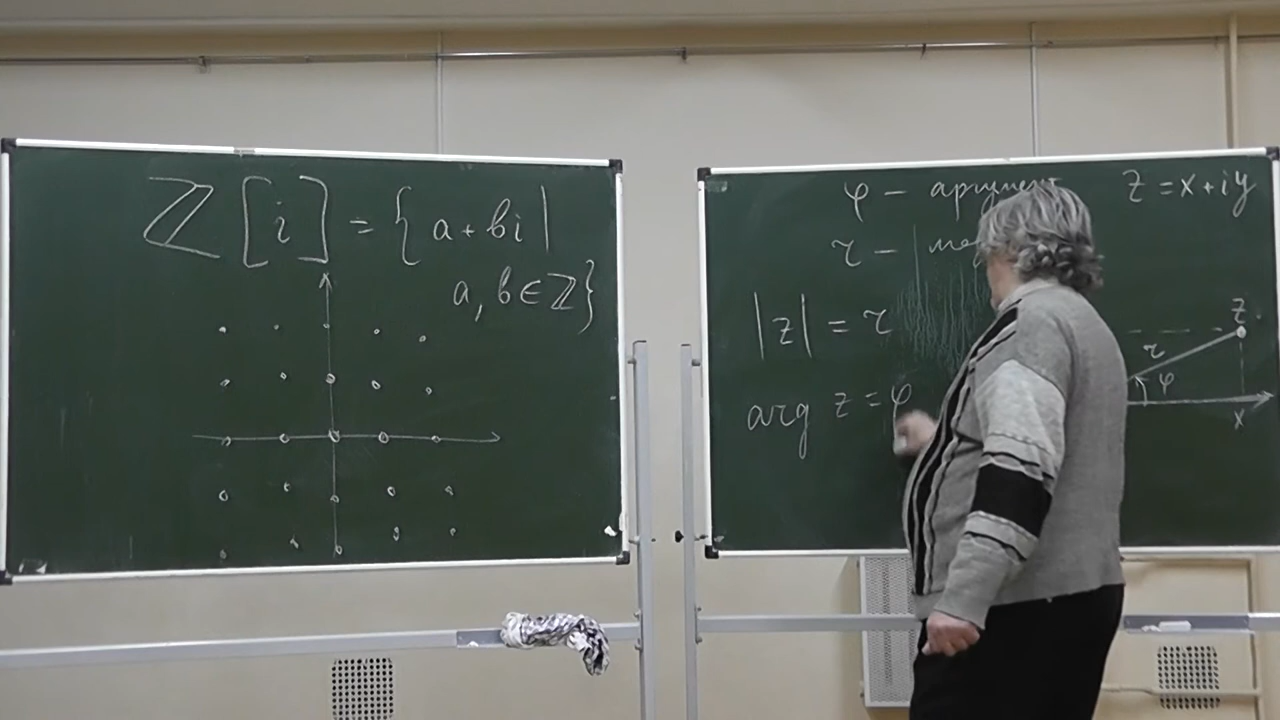 ℤ[i] = {a + bi |
a, b ∈ ℤ}
φ – аргумент
z = x + iy
r – |
|z| = r
arg z = φ
z
r
φ
x